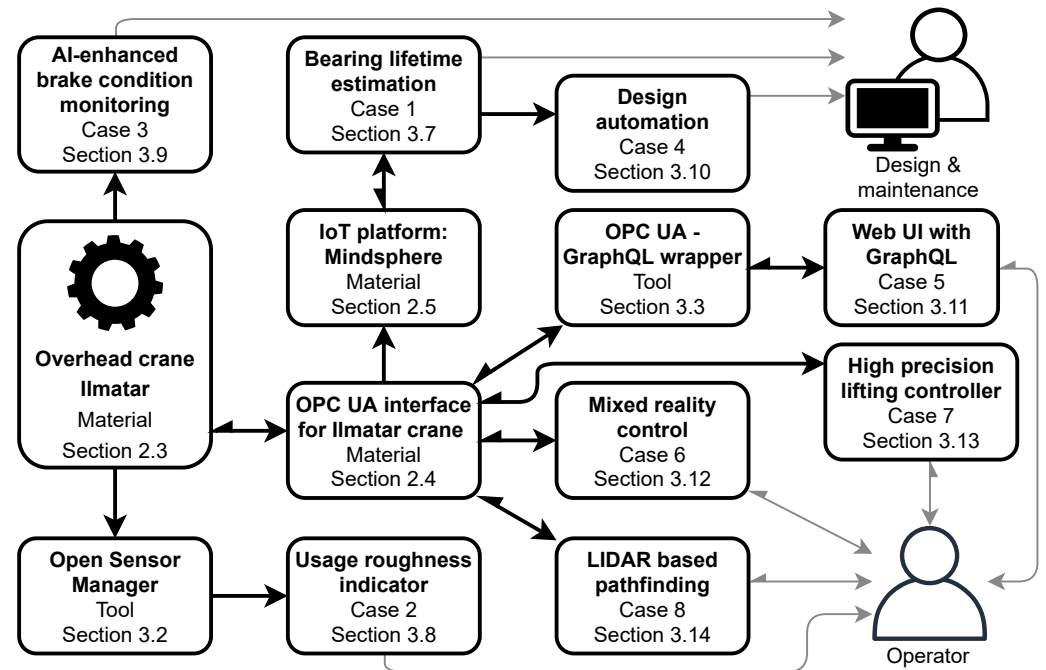 AI-enhanced
brake condition
monitoring
Case 3
Section 3.9
Bearing lifetime
estimation
Case 1
Section 3.7
Design
automation
Case 4
Section 3.10
Design &
maintenance
Overhead crane
Ilmatar
Material
Section 2.3
IoT platform:
Mindsphere
Material
Section 2.5
OPC UA -
GraphQL wrapper
Tool
Section 3.3
Web UI with
GraphQL
Case 5
Section 3.11
OPC UA interface
for Ilmatar crane
Material
Section 2.4
Mixed reality
control
Case 6
Section 3.12
High precision
lifting controller
Case 7
Section 3.13
Open Sensor
Manager
Tool
Section 3.2
Usage roughness
indicator
Case 2
Section 3.8
LIDAR based
pathfinding
Case 8
Section 3.14
Operator